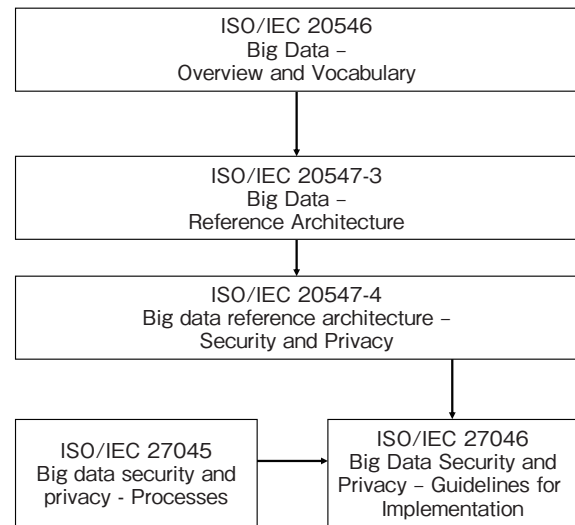 ISO/IEC 20546
Big Data –
Overview and Vocabulary
ISO/IEC 20547-3
Big Data –
Reference Architecture
ISO/IEC 20547-4
Big data reference architecture –
Security and Privacy
ISO/IEC 27045
Big data security and
privacy - Processes
ISO/IEC 27046
Big Data Security and
Privacy – Guidelines for
Implementation